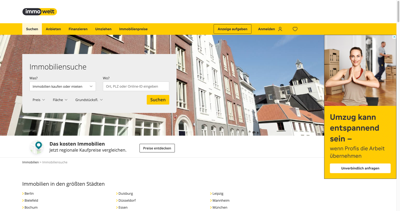 immowelt
Suchen Anbieten Finanzieren Umziehen Immobilienpreise Anzeige aufgeben Anmelden
Immobiliensuche
Was? Wo?
Immobilien kaufen oder mieten Ort, PLZ oder Online-ID eingeben
Preis Fläche Grundstücksfl. Suchen
Umzug kann
entspannend
sein –
wenn Profis die Arbeit
übernehmen
Unverbindlich anfragen
Das kosten Immobilien
Jetzt regionale Kaufpreise vergleichen.
Preise entdecken
Immobilien Immobiliensuche
Immobilien in den größten Städten
Berlin Duisburg Leipzig
Bielefeld Düsseldorf Mannheim
Bochum Essen München